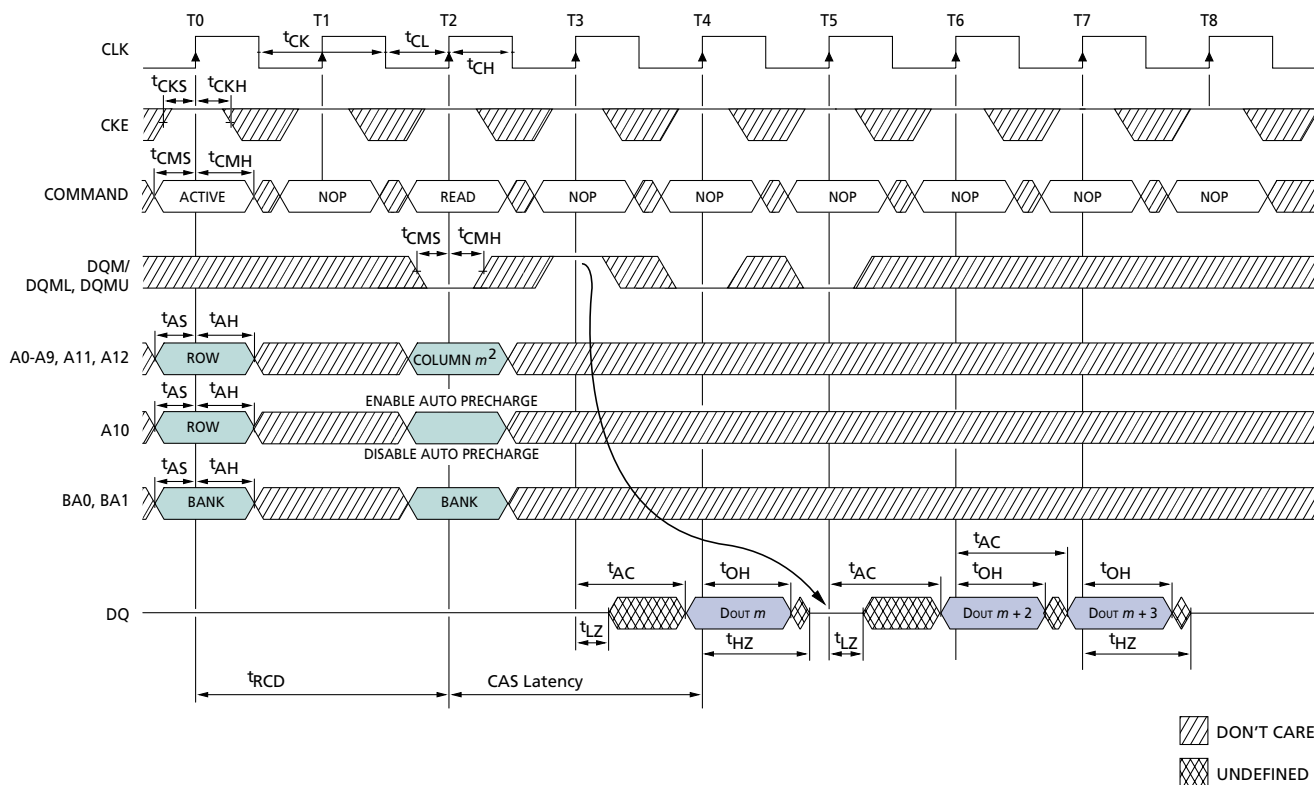 T0 T1 T2 T3 T4 T5 T6 T7 T8
CLK
tCK tCL
tCH
tCKS tCKH
CKE
tCMS tCMH
COMMAND ACTIVE NOP READ NOP NOP NOP NOP NOP NOP
tCMS tCMH
DQM/
DQML, DQMU
tAS tAH
A0-A9, A11, A12 ROW COLUMN m2
tAS tAH
ENABLE AUTO PRECHARGE
A10 ROW
DISABLE AUTO PRECHARGE
tAS tAH
BA0, BA1 BANK BANK
tAC
tAC tOH tAC tOH tOH
DQ DOUT m DOUT m + 2 DOUT m + 3
tLZ tHZ tLZ tHZ
tRCD CAS Latency
DON'T CARE
UNDEFINED